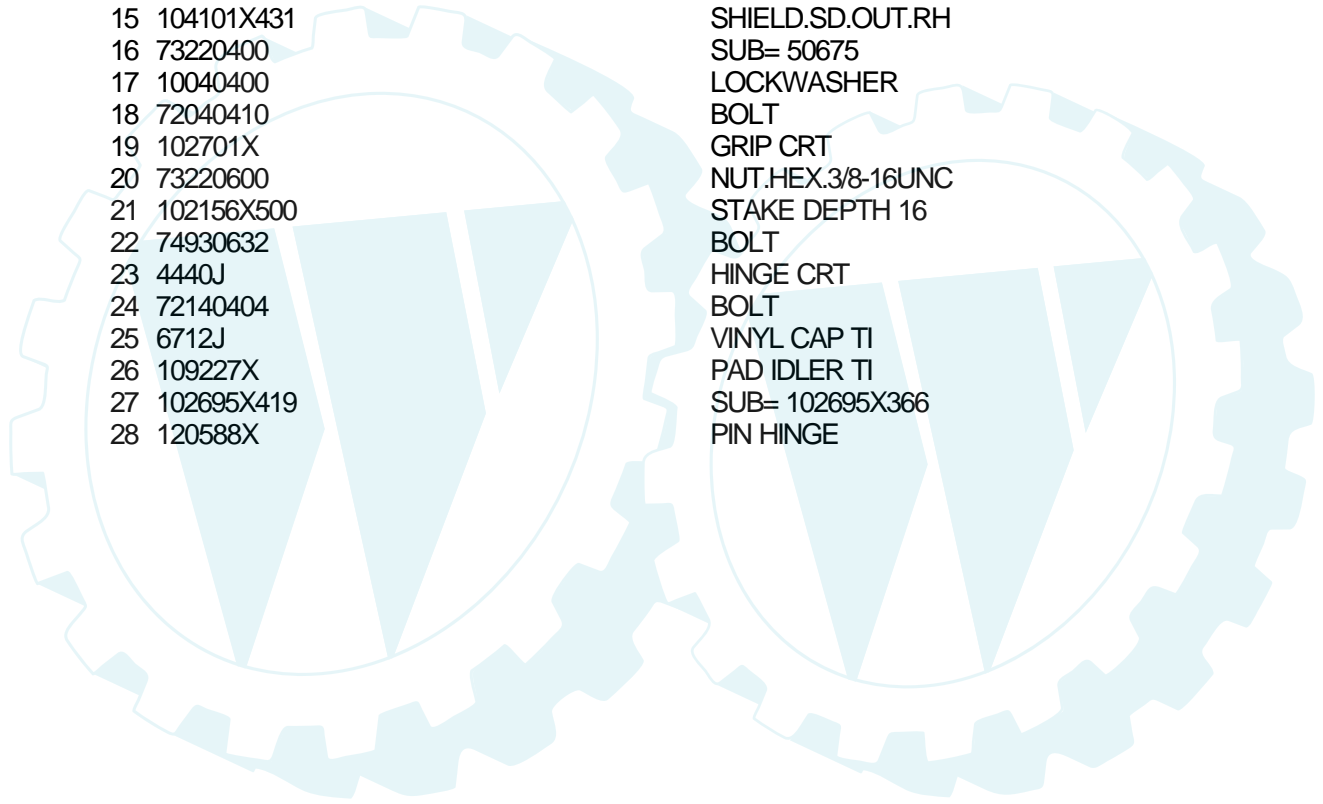 15 104101X431 SHIELD.SD.OUT.RH
16 73220400 SUB= 50675
17 10040400 LOCKWASHER
18 72040410 BOLT
19 102701X GRIP CRT
20 73220600 NUT.HEX.3/8-16UNC
21 102156X500 STAKE DEPTH 16
22 74930632 BOLT
23 4440J HINGE CRT
24 72140404 BOLT
25 6712J VINYL CAP TI
26 109227X PAD IDLER TI
27 102695X419 SUB= 102695X366
28 120588X PIN HINGE